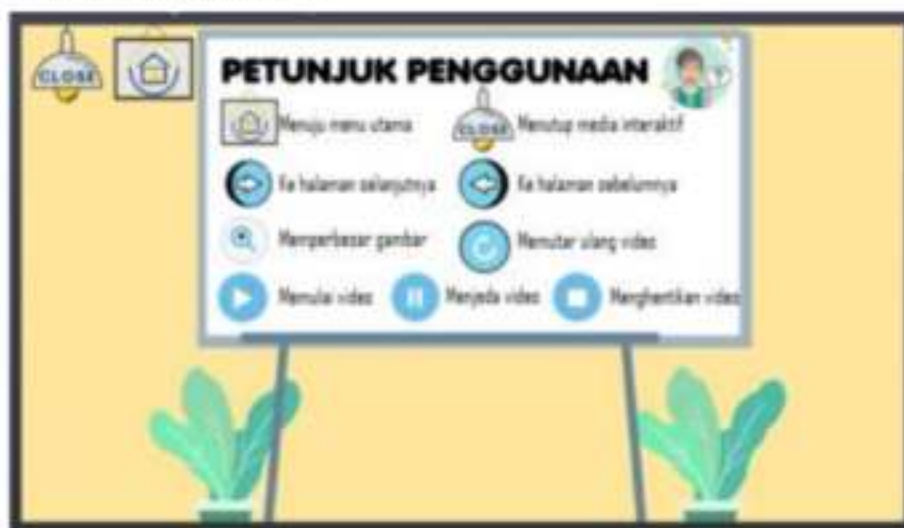 CLOSE
PETUNJUK PENGGUNAAN
Menuju menu utama
CLOSE
Menutup media interaktif
Ke halaman selanjutnya
Ke halaman sebelumnya
Memperbesar gambar
Memutar ulang video
Memulai video
Menjeda video
Menghentikan video